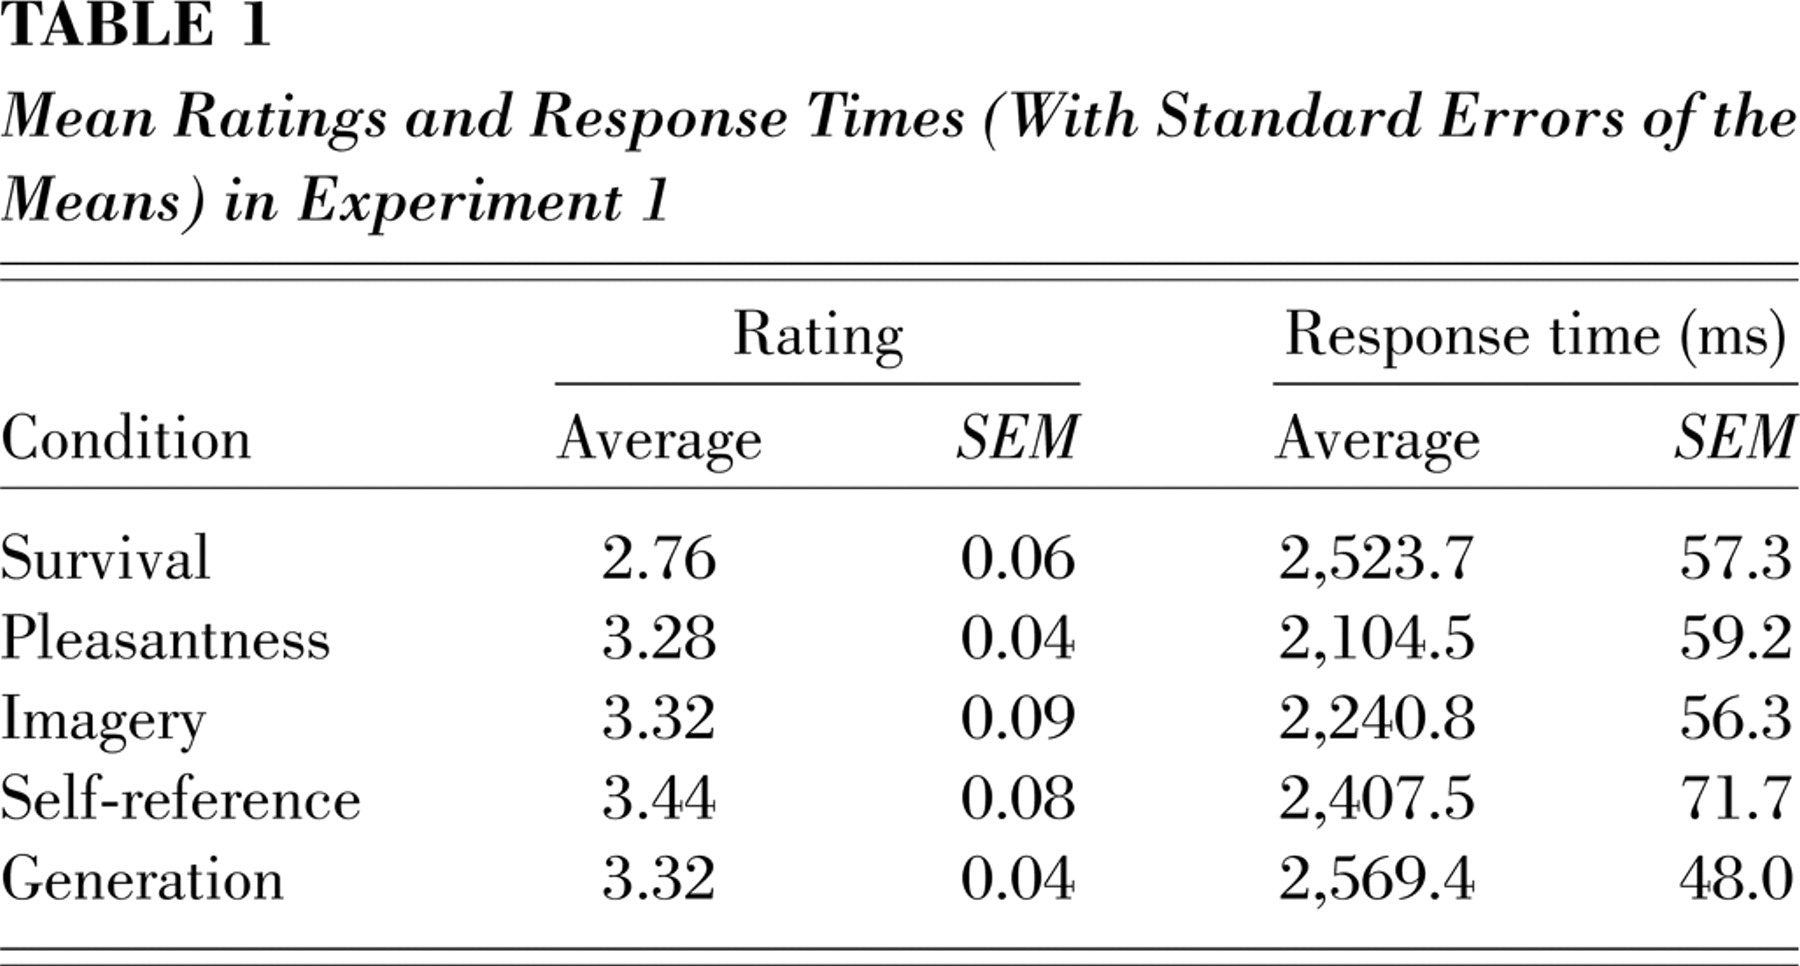 TABLE 1
Mean Ratings and Response Times (With Standard Errors of the
Means) in Experiment 1
Rating Response time (ms)
Condition Average SEM Average SEM
Survival 2.76 0.06 2,523.7 57.3
Pleasantness 3.28 0.04 2,104.5 59.2
Imagery 3.32 0.09 2,240.8 56.3
Self-reference 3.44 0.08 2,407.5 71.7
Generation 3.32 0.04 2,569.4 48.0